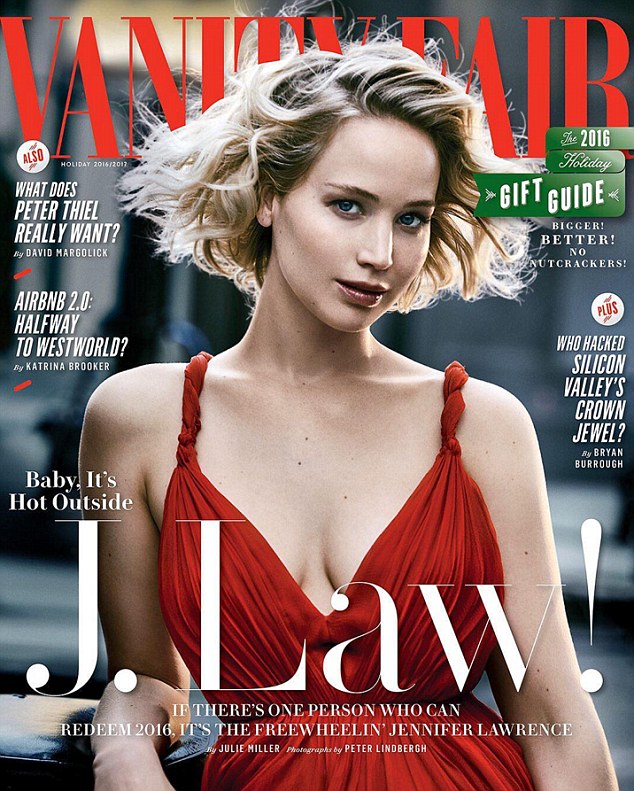 VANITY FAIR
ALSO
HOLIDAY 2016/2017
WHAT DOES
PETER THIEL
REALLY WANT?
By DAVID MARGOLICK
AIRBNB 2.0:
HALFWAY
TO WESTWORLD?
By KATRINA BROOKER
The 2016
Holiday
GIFT GUIDE
BIGGER!
BETTER!
NO
NUTCRACKERS!
PLUS
WHO HACKED
SILICON
VALLEY'S
CROWN
JEWEL?
By BRYAN
BURROUGH
Baby, It's
Hot Outside
J. Law!
IF THERE'S ONE PERSON WHO CAN
REDEEM 2016, IT'S THE FREEWHEELIN' JENNIFER LAWRENCE
By JULIE MILLER Photographs by PETER LINDBERGH